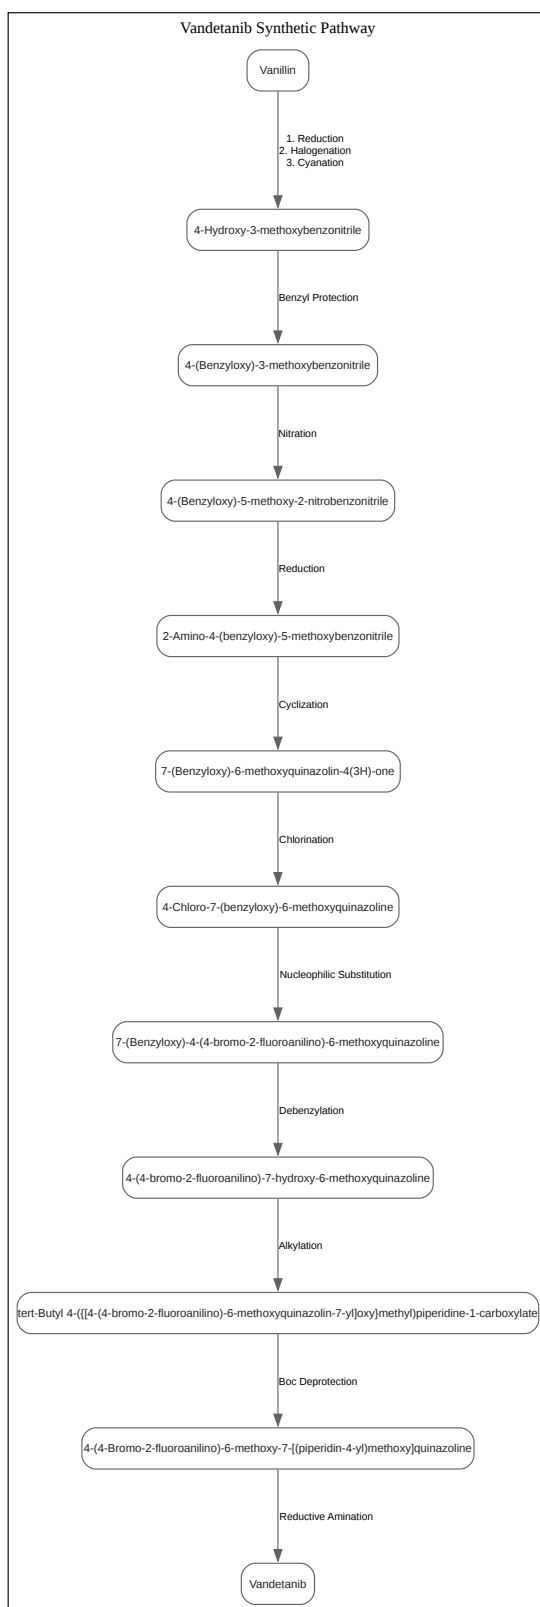 Vandetanib Synthetic Pathway
Vanillin
1. Reduction
2. Halogenation
3. Cyanation
4-Hydroxy-3-methoxybenzonitrile
Benzyl Protection
4-(Benzyloxy)-3-methoxybenzonitrile
Nitration
4-(Benzyloxy)-5-methoxy-2-nitrobenzonitrile
Reduction
2-Amino-4-(benzyloxy)-5-methoxybenzonitrile
Cyclization
7-(Benzyloxy)-6-methoxyquinazolin-4(3H)-one
Chlorination
4-Chloro-7-(benzyloxy)-6-methoxyquinazoline
Nucleophilic Substitution
7-(Benzyloxy)-4-(4-bromo-2-fluoroanilino)-6-methoxyquinazoline
Debenzylation
4-(4-bromo-2-fluoroanilino)-7-hydroxy-6-methoxyquinazoline
Alkylation
tert-Butyl 4-({[4-(4-bromo-2-fluoroanilino)-6-methoxyquinazolin-7-yl]oxy}methyl)piperidine-1-carboxylate
Boc Deprotection
4-(4-Bromo-2-fluoroanilino)-6-methoxy-7-[(piperidin-4-yl)methoxy]quinazoline
Reductive Amination
Vandetanib